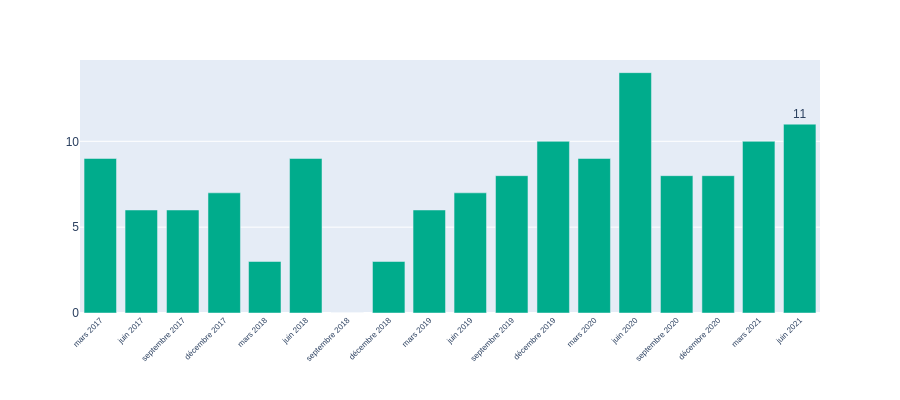 11
10
5
0
mars 2017
juin 2017
septembre 2017
décembre 2017
mars 2018
juin 2018
septembre 2018
décembre 2018
mars 2019
juin 2019
septembre 2019
décembre 2019
mars 2020
juin 2020
septembre 2020
décembre 2020
mars 2021
juin 2021